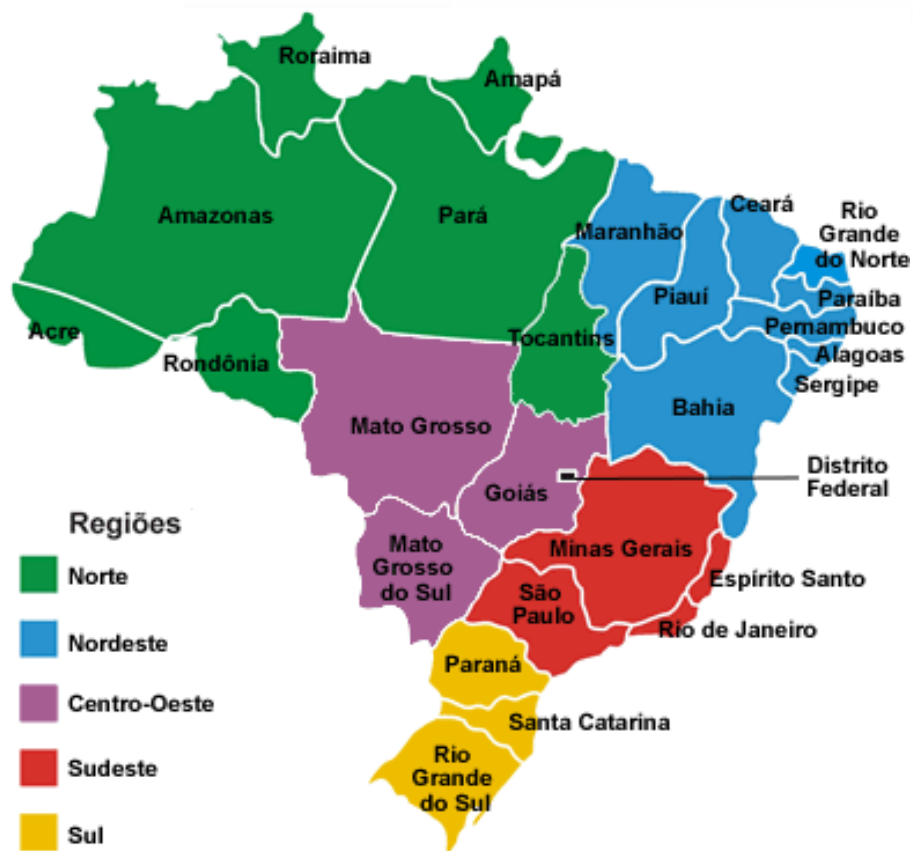 Roraima
Amapá
Amazonas
Pará
Maranhão
Ceará
Rio
Grande
do Norte
Piauí
Paraíba
Pernambuco
Alagoas
Sergipe
Acre
Rondônia
Tocantins
Bahia
Mato Grosso
Goiás
Distrito
Federal
Mato
Grosso
do Sul
Minas Gerais
Espírito Santo
São
Paulo
Rio de Janeiro
Paraná
Santa Catarina
Rio
Grande
do Sul
Regiões
Norte
Nordeste
Centro-Oeste
Sudeste
Sul